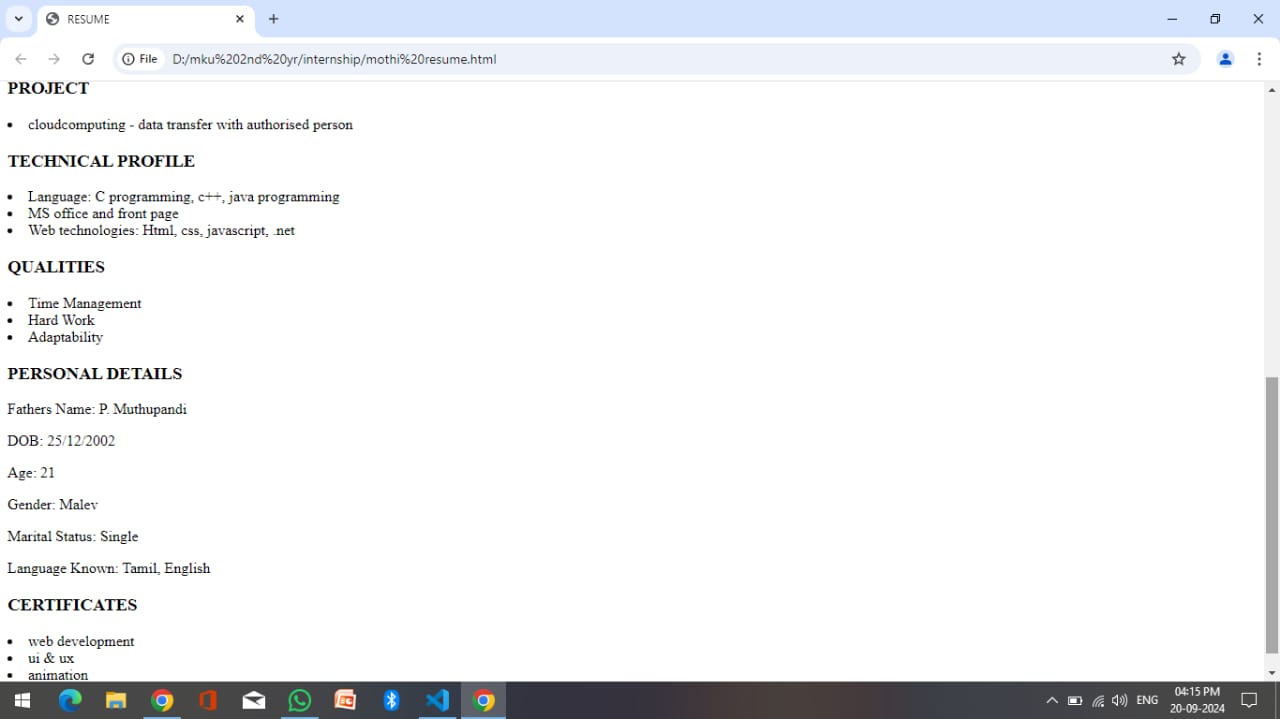 RESUME
File
D:/mku%202nd%20yr/internship/mothi%20resume.html
PROJECT
cloudcomputing - data transfer with authorised person
TECHNICAL PROFILE
Language: C programming, c++, java programming
MS office and front page
Web technologies: Html, css, javascript, .net
QUALITIES
Time Management
Hard Work
Adaptability
PERSONAL DETAILS
Fathers Name: P. Muthupandi
DOB: 25/12/2002
Age: 21
Gender: Malev
Marital Status: Single
Language Known: Tamil, English
CERTIFICATES
web development
ui & ux
animation
ENG
04:15 PM
20-09-2024